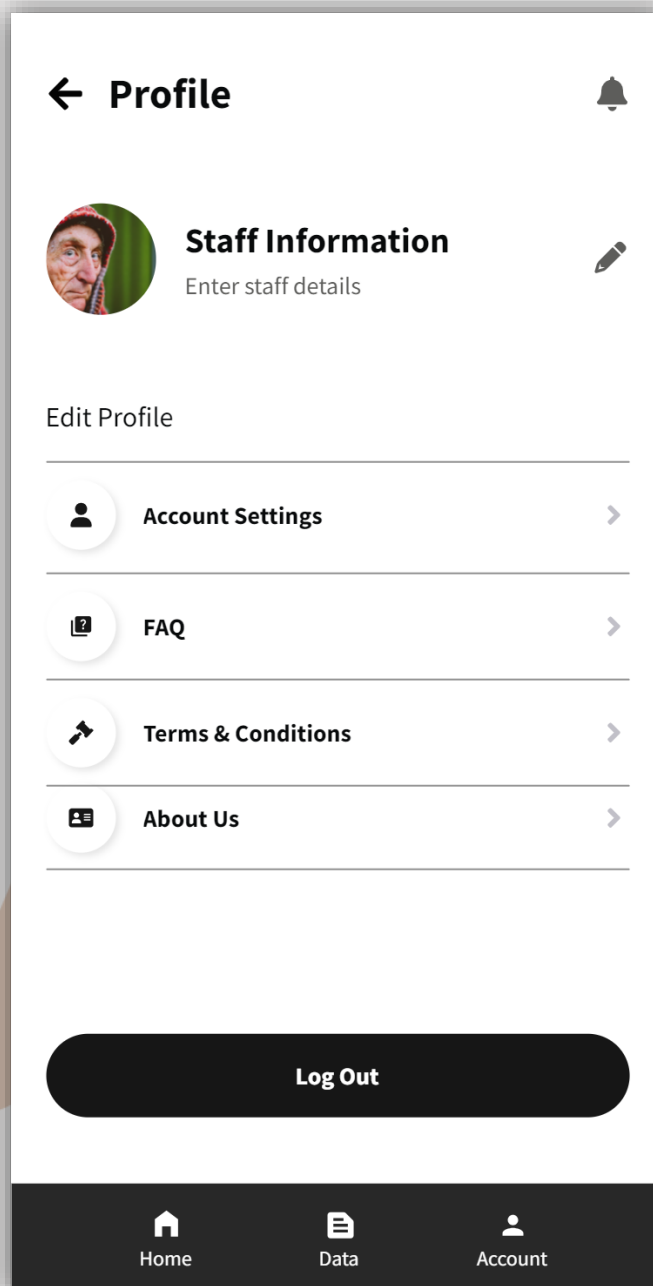 Profile
Staff Information
Enter staff details
Edit Profile
Account Settings
FAQ
Terms & Conditions
About Us
Log Out
Home
Data
Account